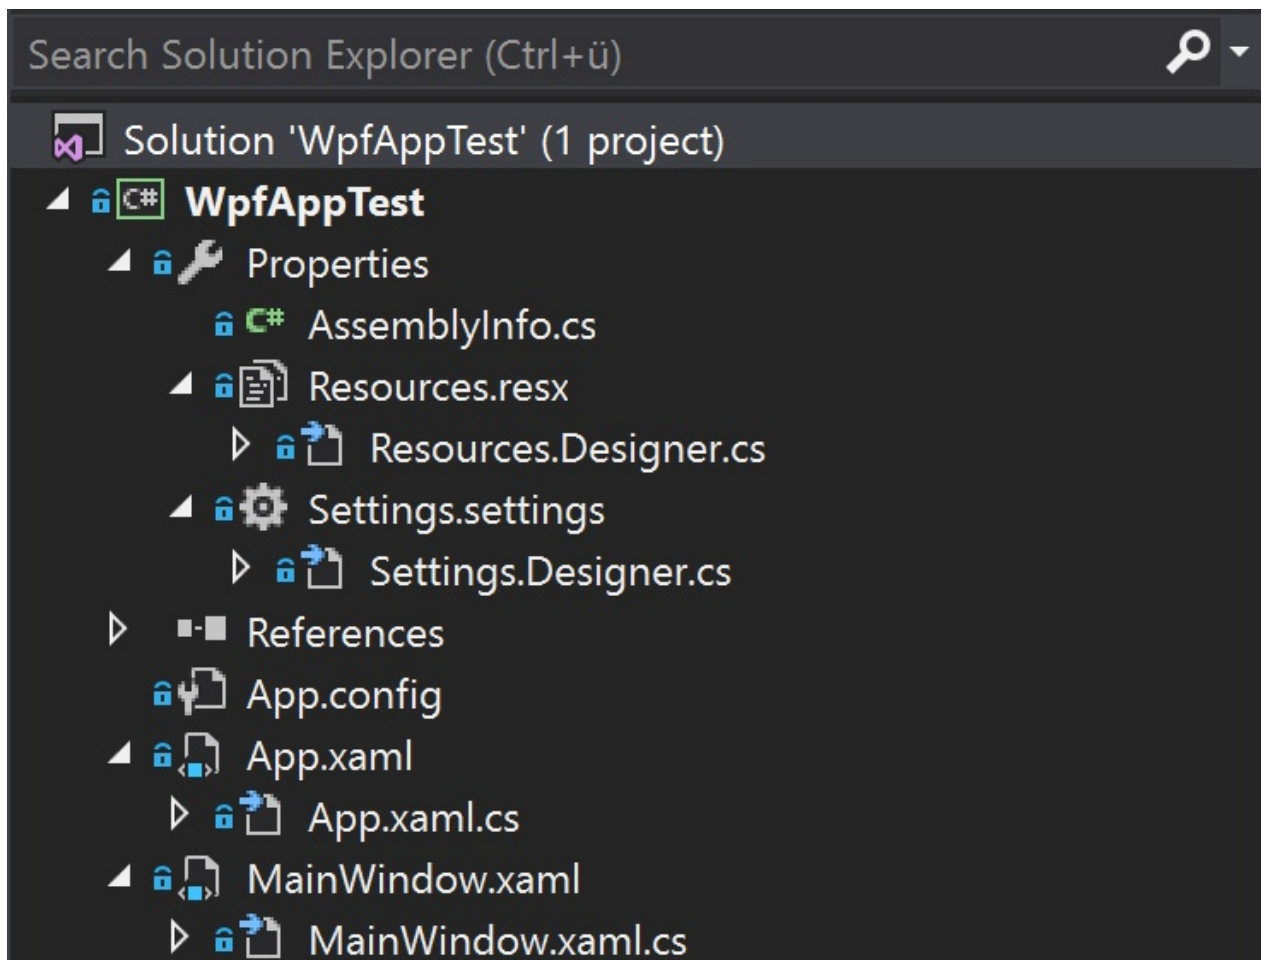 Search Solution Explorer (Ctrl+ü)
Solution 'WpfAppTest' (1 project)
C# WpfAppTest
Properties
C# AssemblyInfo.cs
Resources.resx
Resources.Designer.cs
Settings.settings
Settings.Designer.cs
References
App.config
App.xaml
App.xaml.cs
MainWindow.xaml
MainWindow.xaml.cs